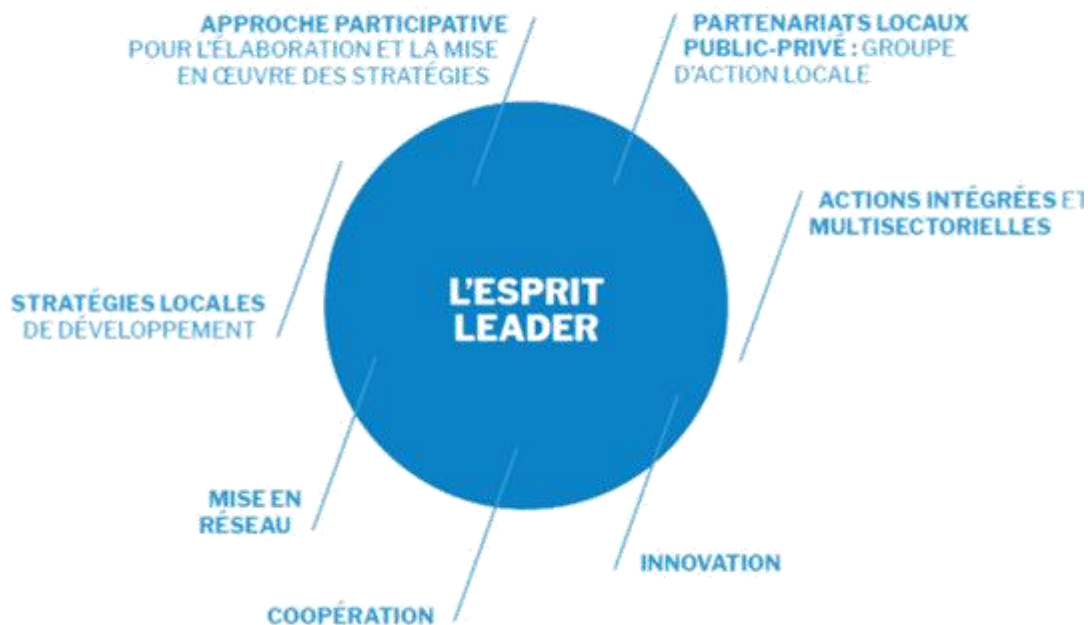 APPROCHE PARTICIPATIVE
POUR L'ÉLABORATION ET LA MISE
EN ŒUVRE DES STRATÉGIES
PARTENARIATS LOCAUX
PUBLIC-PRIVÉ : GROUPE
D'ACTION LOCALE
ACTIONS INTÉGRÉES ET
MULTISECTORIELLES
L'ESPRIT
LEADER
STRATÉGIES LOCALES
DE DÉVELOPPEMENT
MISE EN
RÉSEAU
INNOVATION
COOPÉRATION